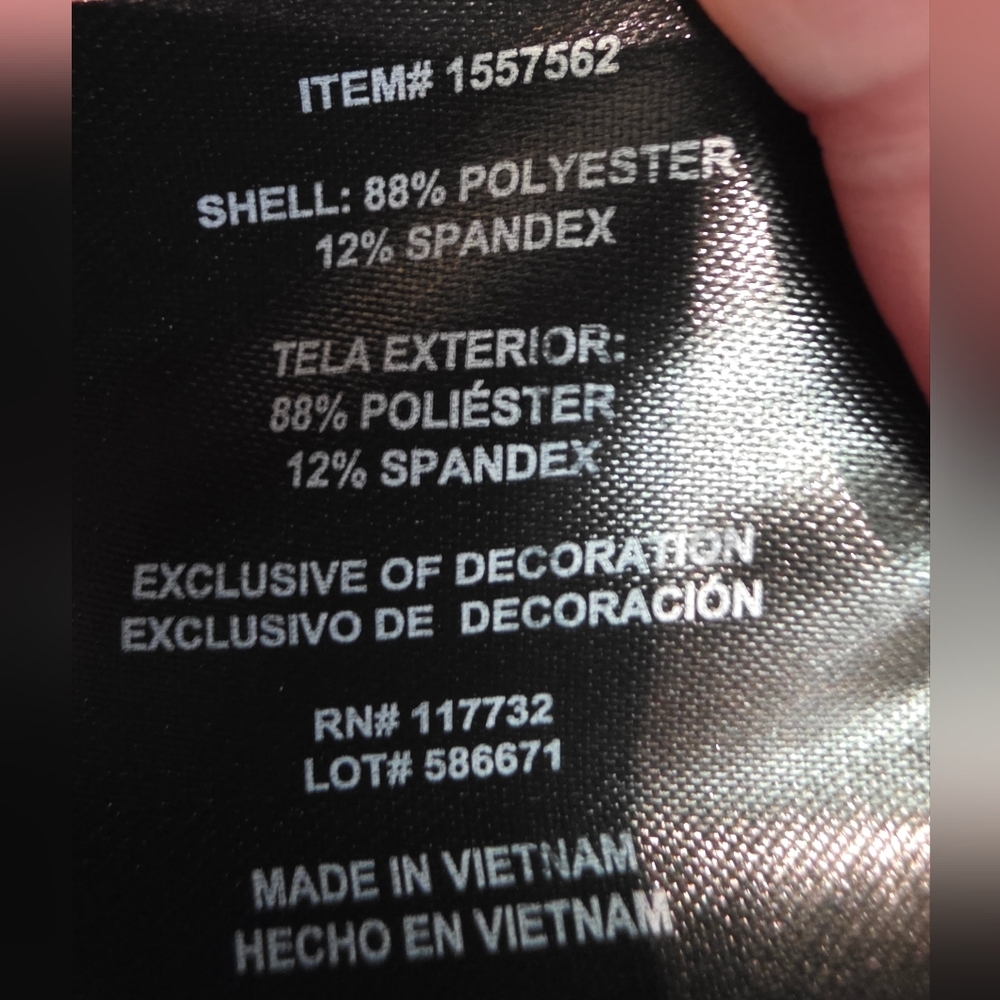 ITEM# 1557562
SHELL: 88% POLYESTER
12% SPANDEX
TELA EXTERIOR:
88% POLIÉSTER
12% SPANDEX
EXCLUSIVE OF DECORATION
EXCLUSIVO DE DECORACIÓN
RN# 117732
LOT# 586671
MADE IN VIETNAM
HECHO EN VIETNAM